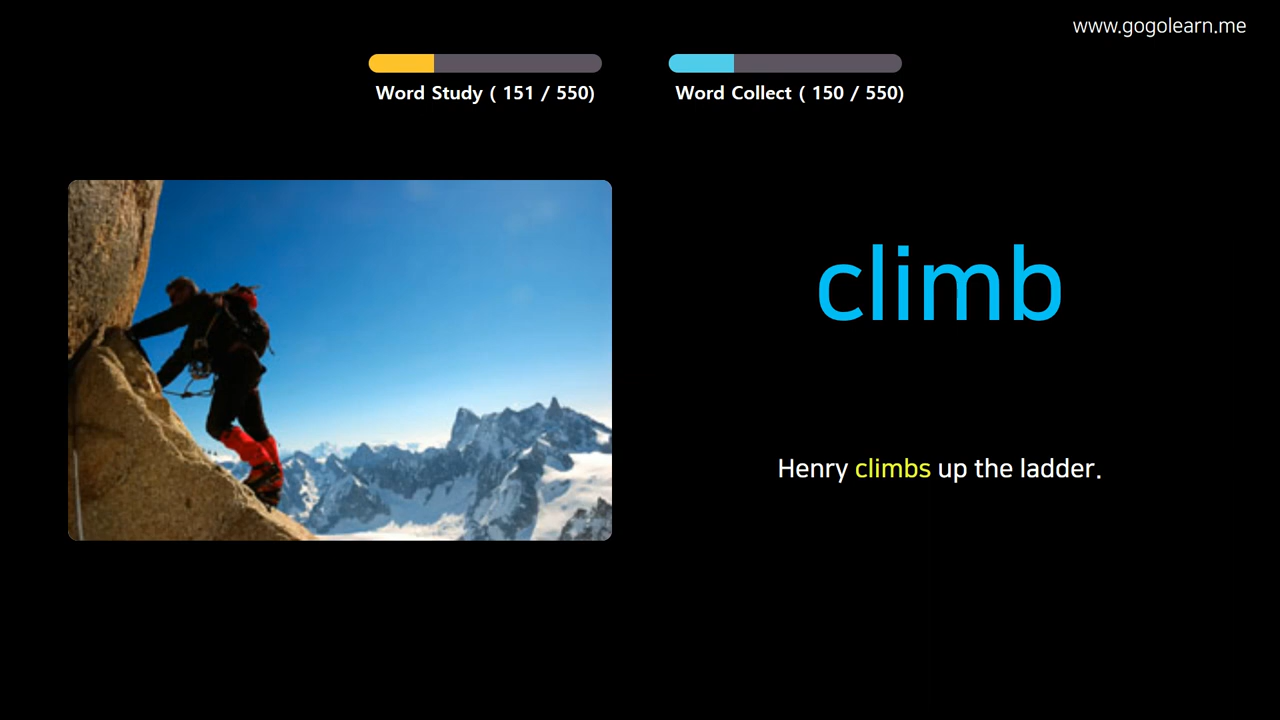 www.gogolearn.me
Word Study ( 151 / 550)
Word Collect ( 150 / 550)
climb
Henry climbs up the ladder.